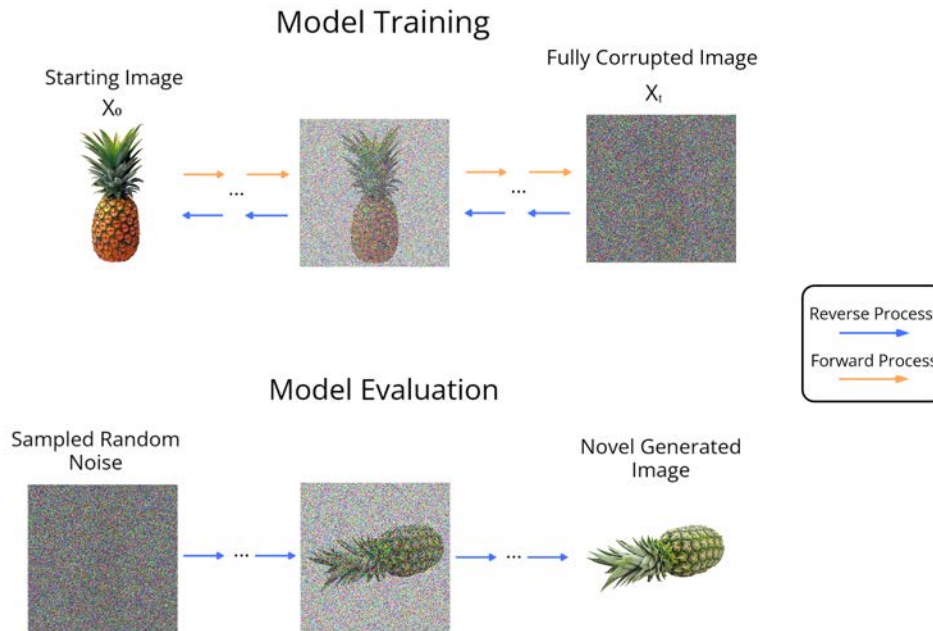 Model Training
Starting Image
X₀
Fully Corrupted Image
Xₜ
...
...
Reverse Process
Forward Process
Model Evaluation
Sampled Random
Noise
Novel Generated
Image
...
...